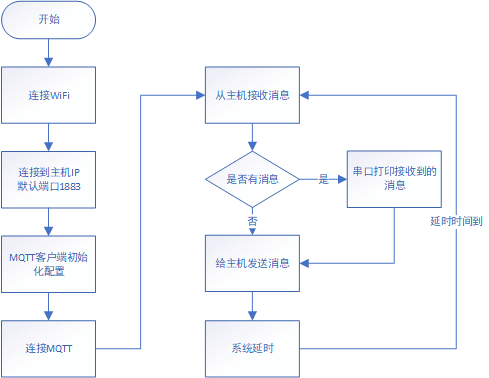 开始
连接WiFi
连接到主机IP
默认端口1883
MQTT客户端初始
化配置
连接MQTT
从主机接收消息
是否有消息
是
串口打印接收到的
消息
否
给主机发送消息
系统延时
延时时间到